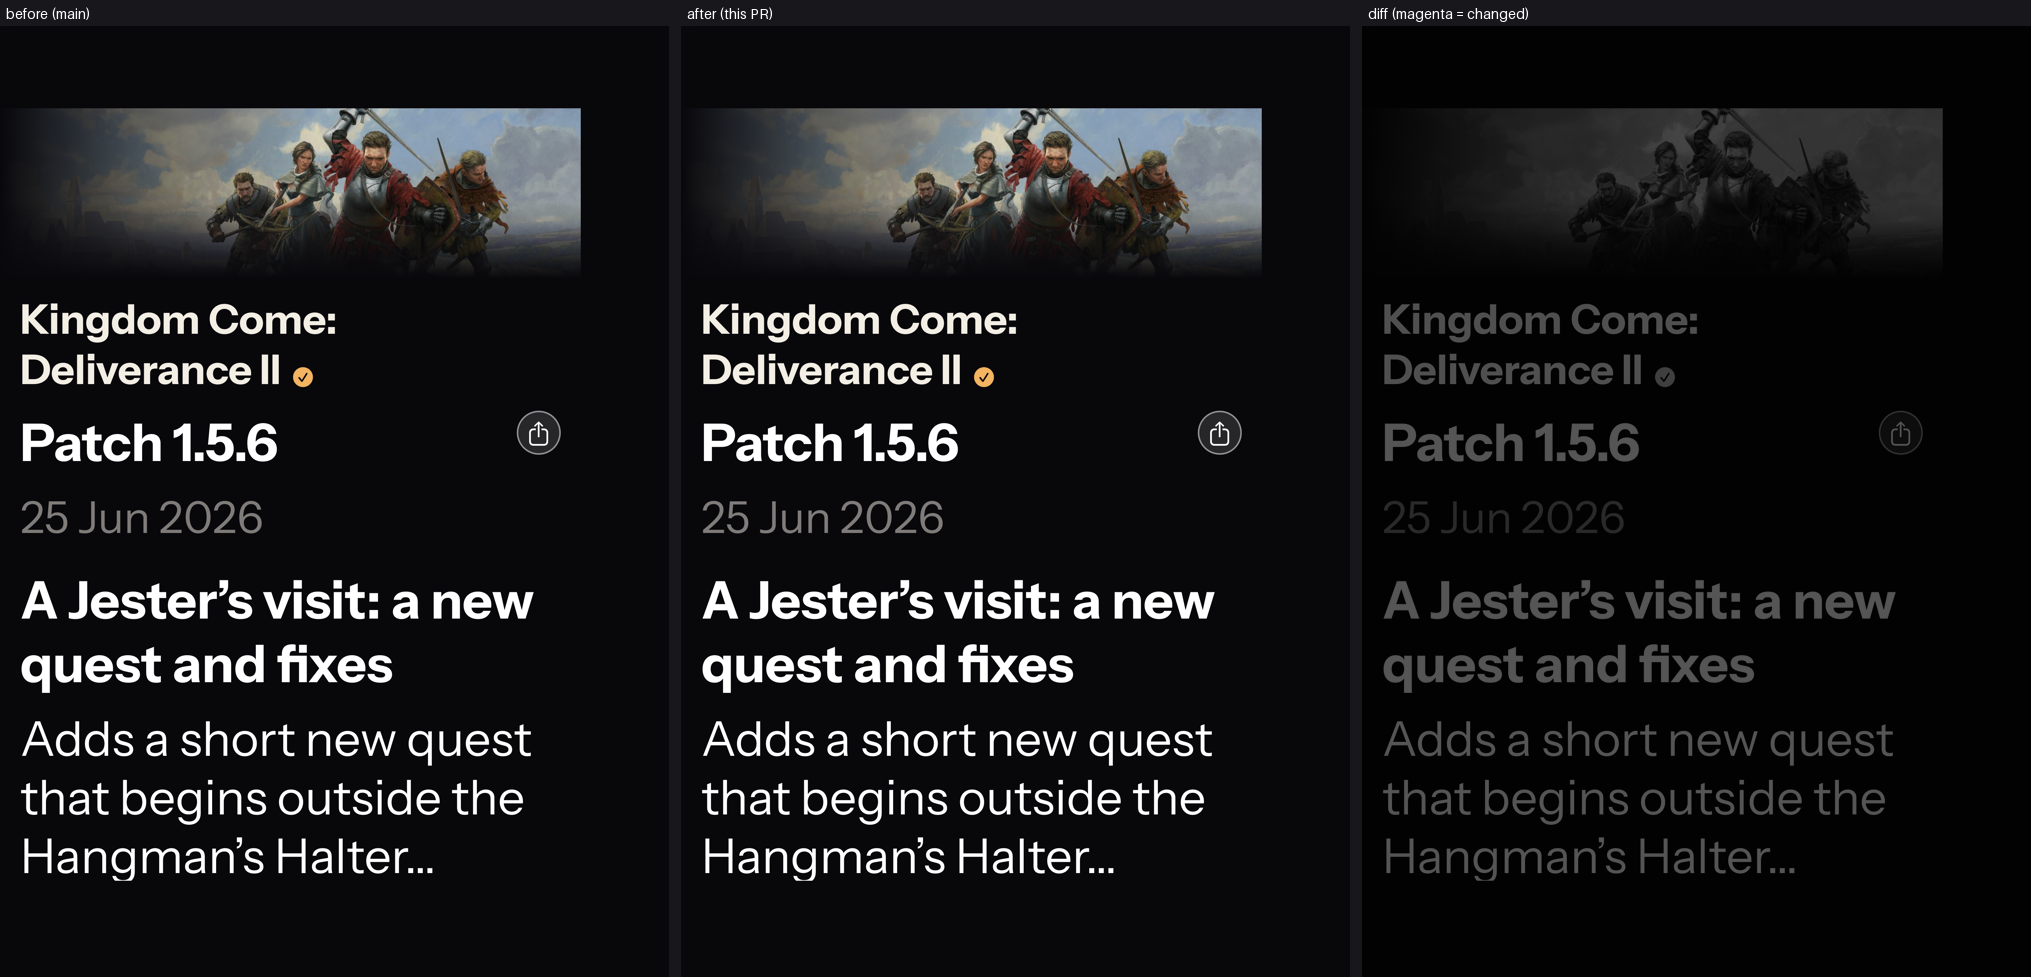 before (main)
Kingdom Come:
Deliverance II
Patch 1.5.6
25 Jun 2026
A Jester’s visit: a new
quest and fixes
Adds a short new quest
that begins outside the
Hangman’s Halter...
after (this PR)
Kingdom Come:
Deliverance II
Patch 1.5.6
25 Jun 2026
A Jester’s visit: a new
quest and fixes
Adds a short new quest
that begins outside the
Hangman’s Halter...
diff (magenta = changed)
Kingdom Come:
Deliverance II
Patch 1.5.6
25 Jun 2026
A Jester’s visit: a new
quest and fixes
Adds a short new quest
that begins outside the
Hangman’s Halter...